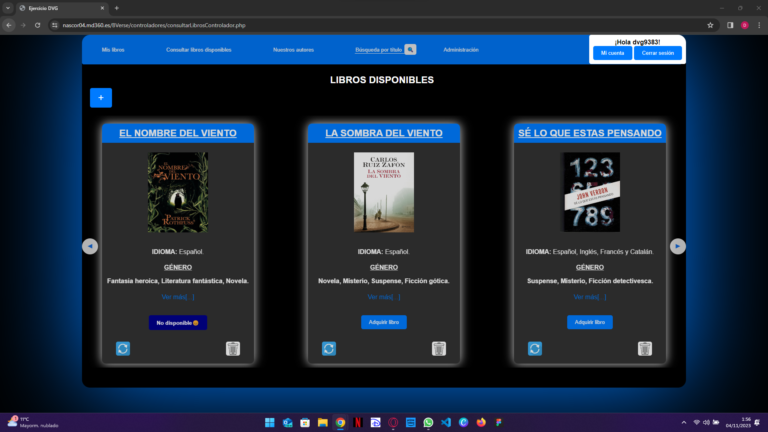 Ejercicio DVG
nascor04.md360.es/BVerse/controladores/consultarLibrosControlador.php
Mis libros
Consultar libros disponibles
Nuestros autores
Búsqueda por título
Administración
¡Hola dvg9383!
Mi cuenta
Cerrar sesión
LIBROS DISPONIBLES
+
EL NOMBRE DEL VIENTO
EL NOMBRE DEL VIENTO
PATRICK ROTHFUSS
IDIOMA: Español.
GÉNERO
Fantasía heroica, Literatura fantástica, Novela.
Ver más[...]
No disponible
LA SOMBRA DEL VIENTO
CARLOS
RUIZ ZAFÓN
LA SOMBRA
DEL VIENTO
IDIOMA: Español.
GÉNERO
Novela, Misterio, Suspense, Ficción gótica.
Ver más[...]
Adquirir libro
SÉ LO QUE ESTAS PENSANDO
123
JOHN VERDON
789
IDIOMA: Español, Inglés, Francés y Catalán.
GÉNERO
Suspense, Misterio, Ficción detectivesca.
Ver más[...]
Adquirir libro
11°C
Mayorm. nublado
1:56
04/11/2023